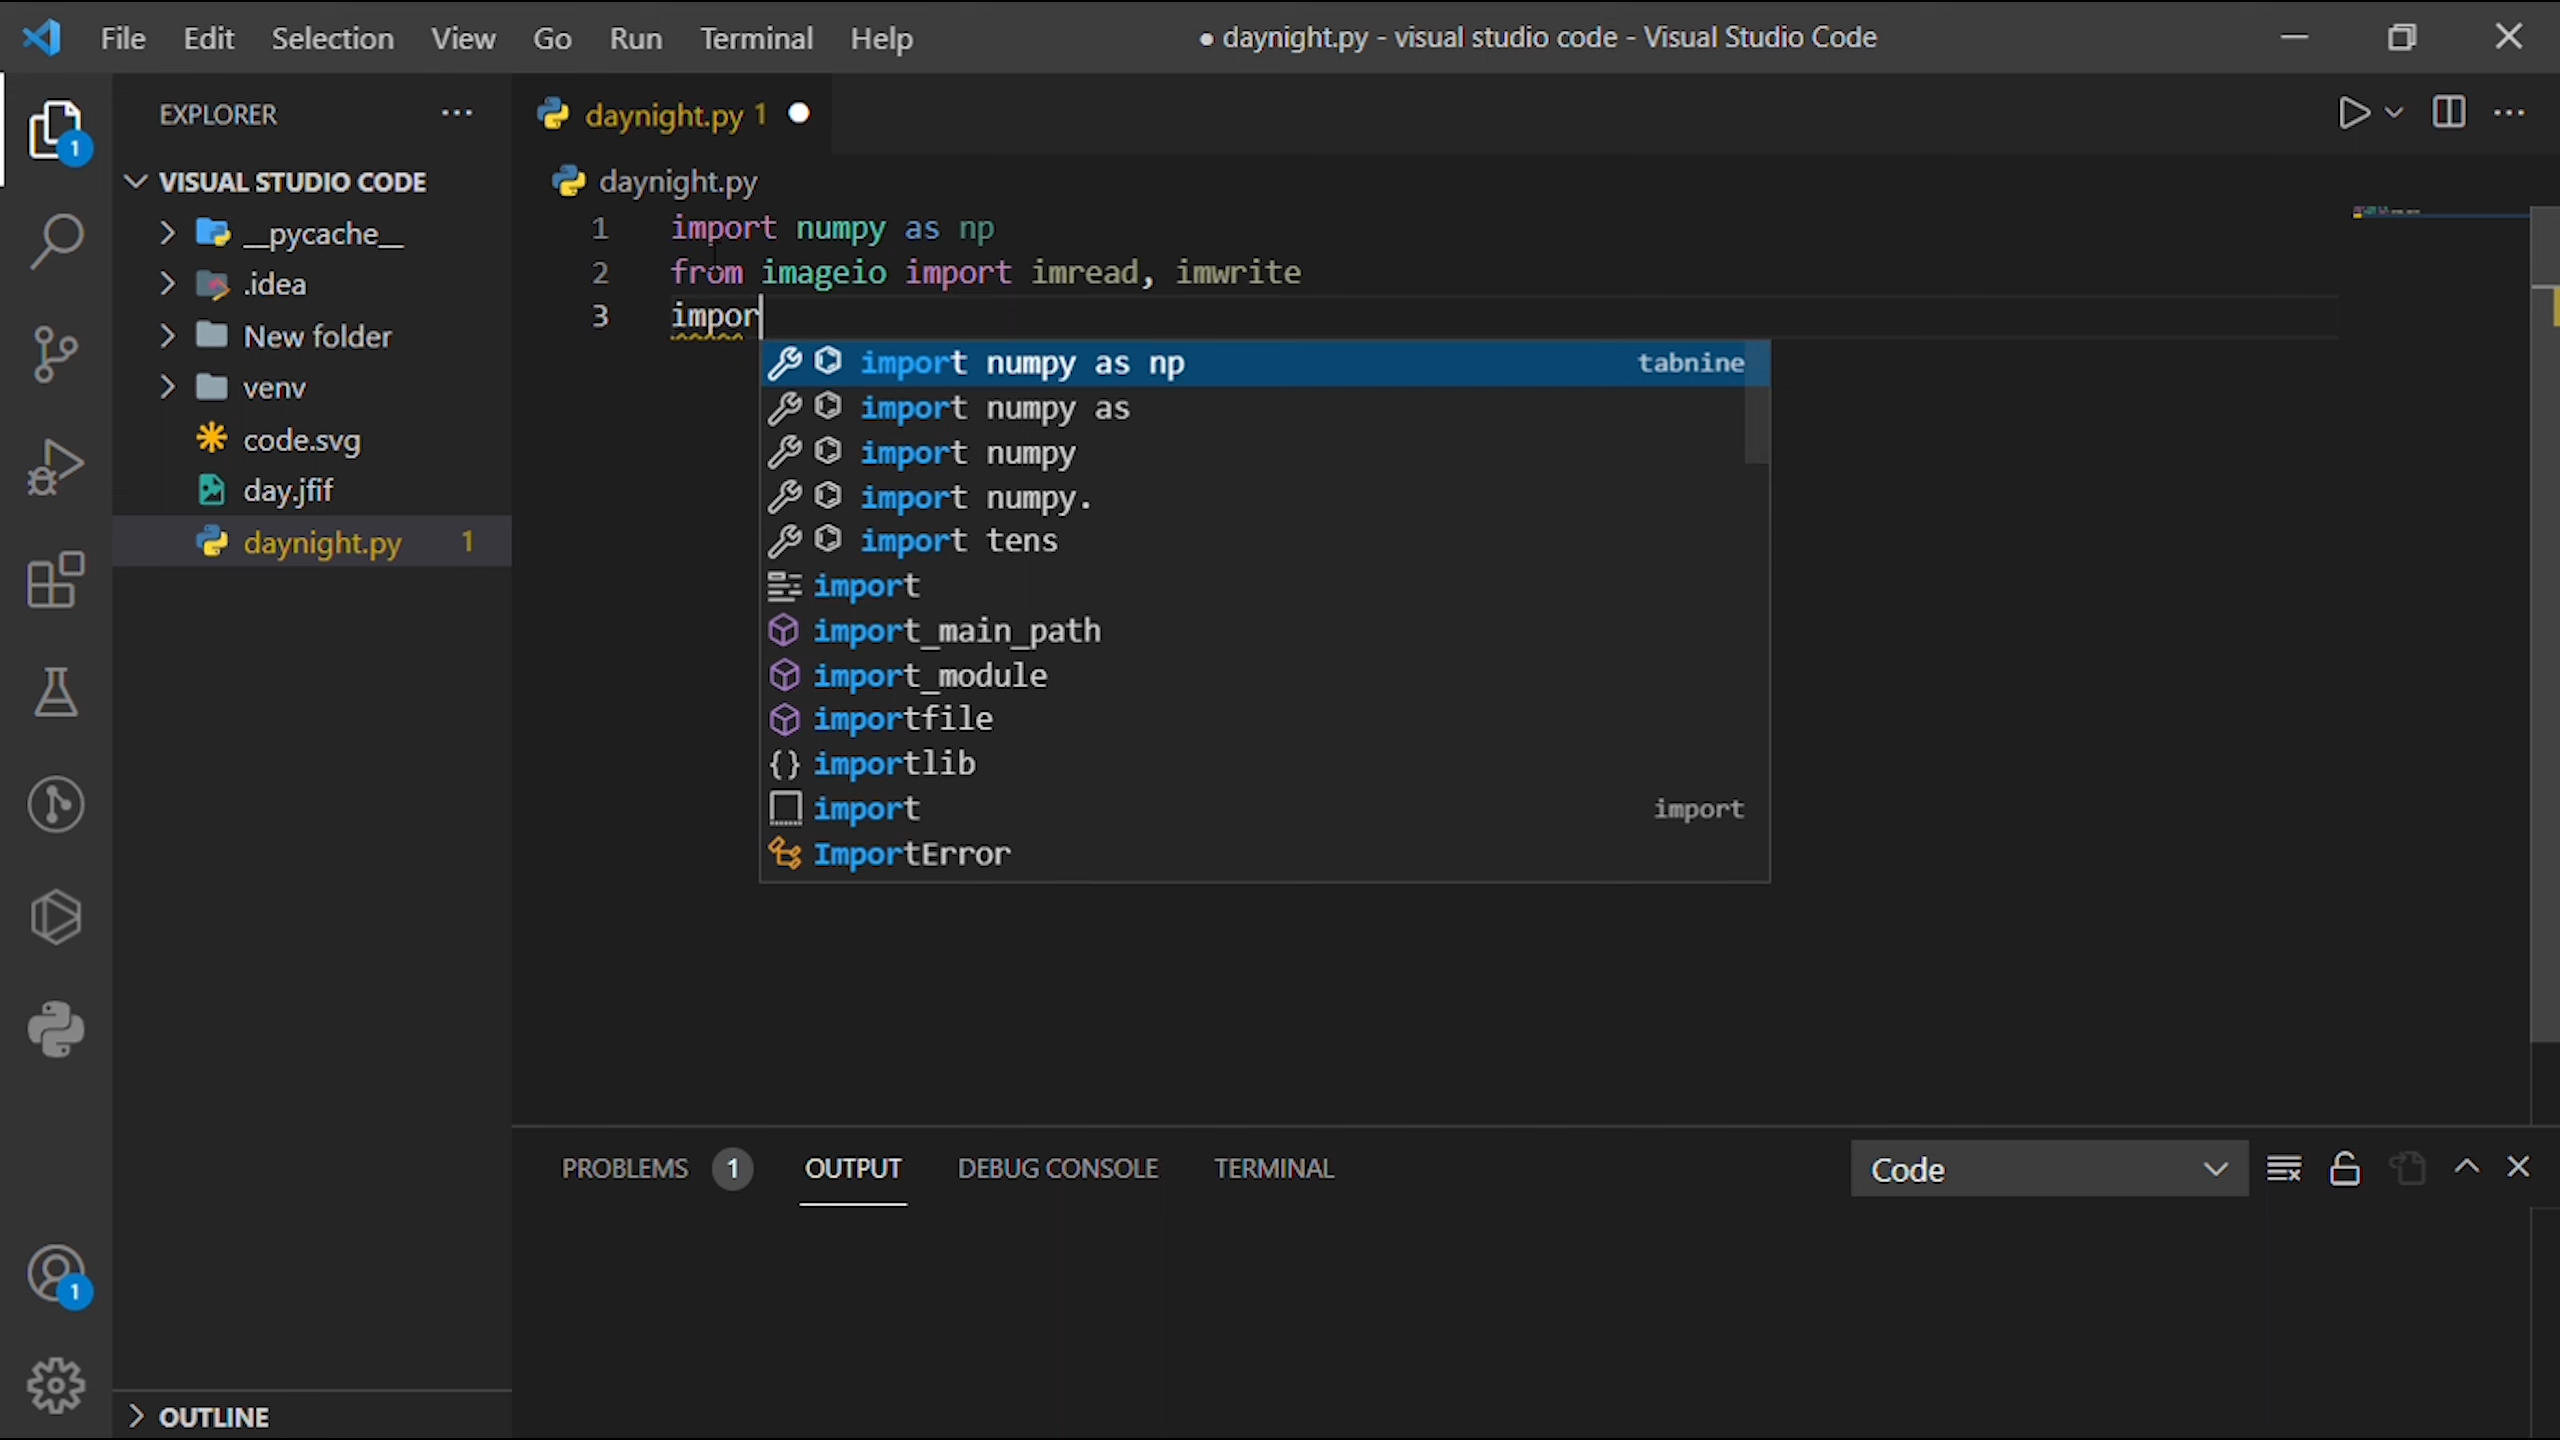 File Edit Selection View Go Run Terminal Help
● daynight.py - visual studio code - Visual Studio Code
EXPLORER
1
VISUAL STUDIO CODE
__pycache__
.idea
New folder
venv
code.svg
day.jfif
daynight.py 1
1
OUTLINE
daynight.py 1
daynight.py
1 import numpy as np
2 from imageio import imread, imwrite
3 impor
import numpy as np tabnine
import numpy as
import numpy
import numpy.
import tens
import
import_main_path
import_module
importfile
importlib
import import
ImportError
PROBLEMS 1 OUTPUT DEBUG CONSOLE TERMINAL Code